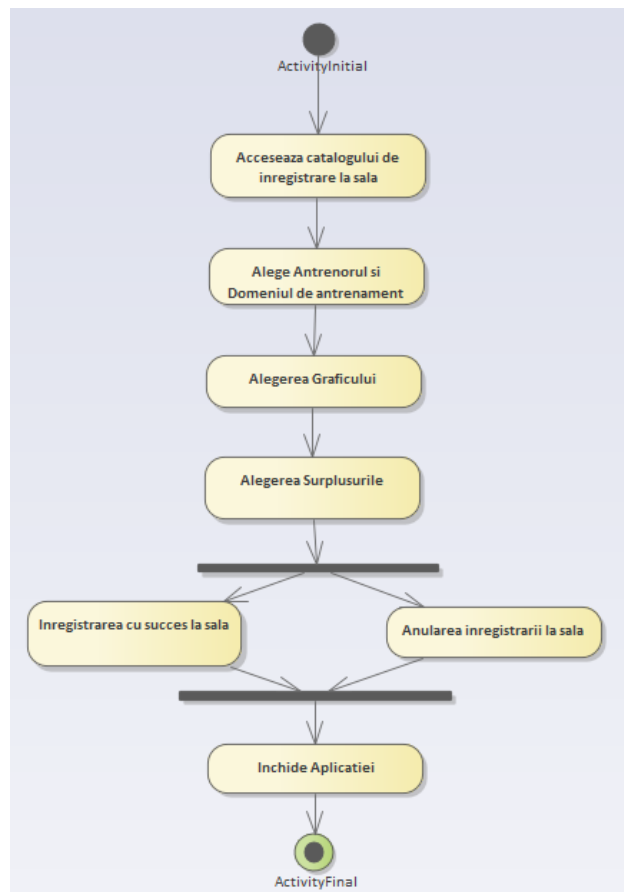 ActivityInitial
Acceseaza catalogului de
inregistrare la sala
Alege Antrenorul si
Domeniul de antrenament
Alegerea Graficului
Alegerea Surplusurile
Inregistrarea cu succes la sala
Anularea inregistrarii la sala
Inchide Aplicatiei
ActivityFinal